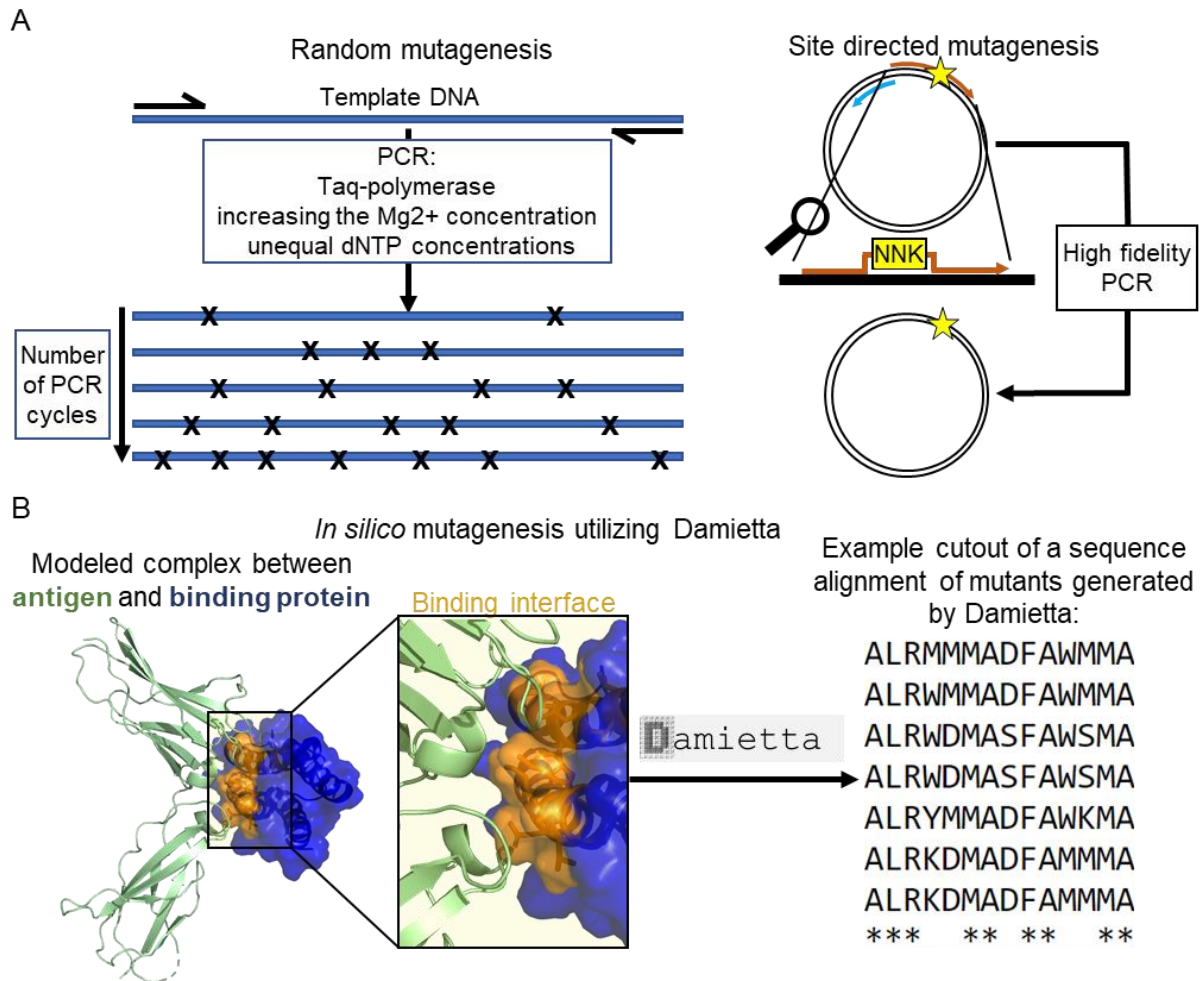 A
Random mutagenesis
Template DNA
PCR:
Taq-polymerase
increasing the Mg2+ concentration
unequal dNTP concentrations
X X
X X X
X X X X
X X X X X
X X X X X X X
Number
of PCR
cycles
Site directed mutagenesis
NNK
High fidelity
PCR
B
In silico mutagenesis utilizing Damietta
Modeled complex between
antigen and binding protein
Binding interface
Damietta
Example cutout of a sequence
alignment of mutants generated
by Damietta:
ALRMMMADFAWMMA
ALRWMMADFAWMMA
ALRWDMASFAWSMA
ALRWDMASFAWSMA
ALRYMMADFAWKMA
ALRKDMADFAMMMA
ALRKDMADFAMMMA
***  ** **  **